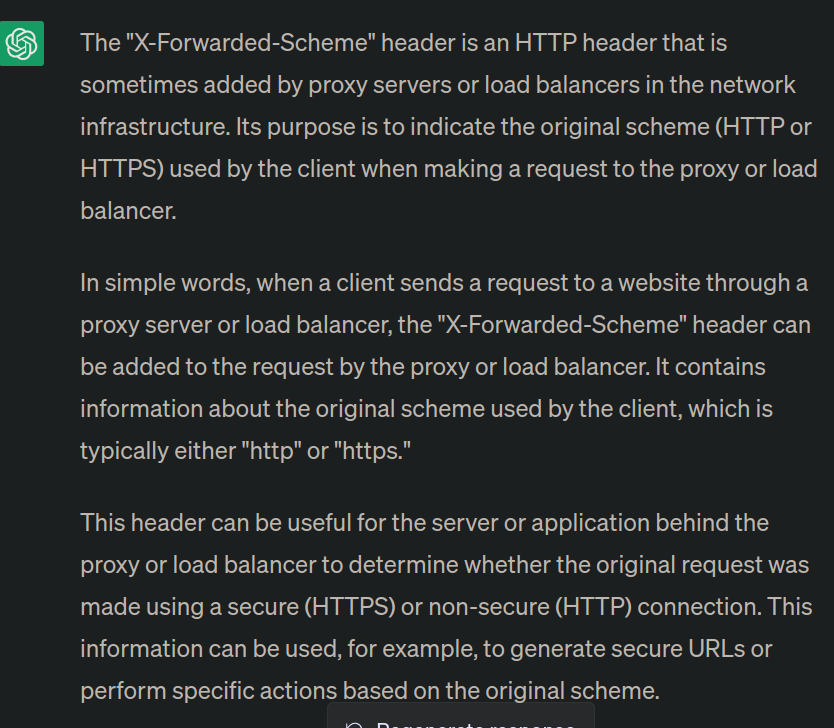 The "X-Forwarded-Scheme" header is an HTTP header that is
sometimes added by proxy servers or load balancers in the network
infrastructure. Its purpose is to indicate the original scheme (HTTP or
HTTPS) used by the client when making a request to the proxy or load
balancer.
In simple words, when a client sends a request to a website through a
proxy server or load balancer, the "X-Forwarded-Scheme" header can
be added to the request by the proxy or load balancer. It contains
information about the original scheme used by the client, which is
typically either "http" or "https."
This header can be useful for the server or application behind the
proxy or load balancer to determine whether the original request was
made using a secure (HTTPS) or non-secure (HTTP) connection. This
information can be used, for example, to generate secure URLs or
perform specific actions based on the original scheme.
Regenerate response